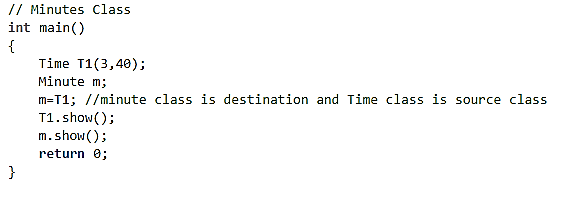 // Minutes Class
int main()
{
    Time T1(3,40);
    Minute m;
    m=T1; //minute class is destination and Time class is source class
    T1.show();
    m.show();
    return 0;
}